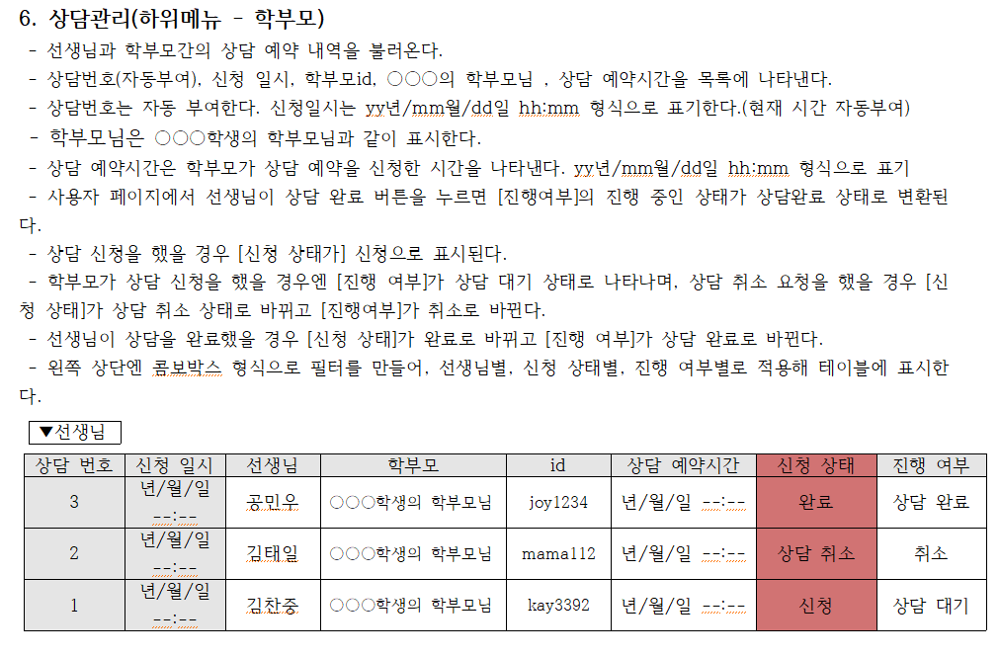 6. 상담관리(하위메뉴 - 학부모)
- 선생님과 학부모간의 상담 예약 내역을 불러온다.
- 상담번호(자동부여), 신청 일시, 학부모id, ○○○의 학부모님 , 상담 예약시간을 목록에 나타낸다.
- 상담번호는 자동 부여한다. 신청일시는 yy년/mm월/dd일 hh:mm 형식으로 표기한다.(현재 시간 자동부여)
- 학부모님은 ○○○학생의 학부모님과 같이 표시한다.
- 상담 예약시간은 학부모가 상담 예약을 신청한 시간을 나타낸다. yy년/mm월/dd일 hh:mm 형식으로 표기
- 사용자 페이지에서 선생님이 상담 완료 버튼을 누르면 [진행여부]의 진행 중인 상태가 상담완료 상태로 변환된
다.
- 상담 신청을 했을 경우 [신청 상태가] 신청으로 표시된다.
- 학부모가 상담 신청을 했을 경우엔 [진행 여부]가 상담 대기 상태로 나타나며, 상담 취소 요청을 했을 경우 [신
청 상태]가 상담 취소 상태로 바뀌고 [진행여부]가 취소로 바뀐다.
- 선생님이 상담을 완료했을 경우 [신청 상태]가 완료로 바뀌고 [진행 여부]가 상담 완료로 바뀐다.
- 왼쪽 상단엔 콤보박스 형식으로 필터를 만들어, 선생님별, 신청 상태별, 진행 여부별로 적용해 테이블에 표시한
다.
▼선생님
상담 번호 신청 일시 선생님 학부모 id 상담 예약시간 신청 상태 진행 여부
3 년/월/일 --:-- 공민우 ○○○학생의 학부모님 joy1234 년/월/일 --:-- 완료 상담 완료
2 년/월/일 --:-- 김태일 ○○○학생의 학부모님 mama112 년/월/일 --:-- 상담 취소 취소
1 년/월/일 --:-- 김찬중 ○○○학생의 학부모님 kay3392 년/월/일 --:-- 신청 상담 대기